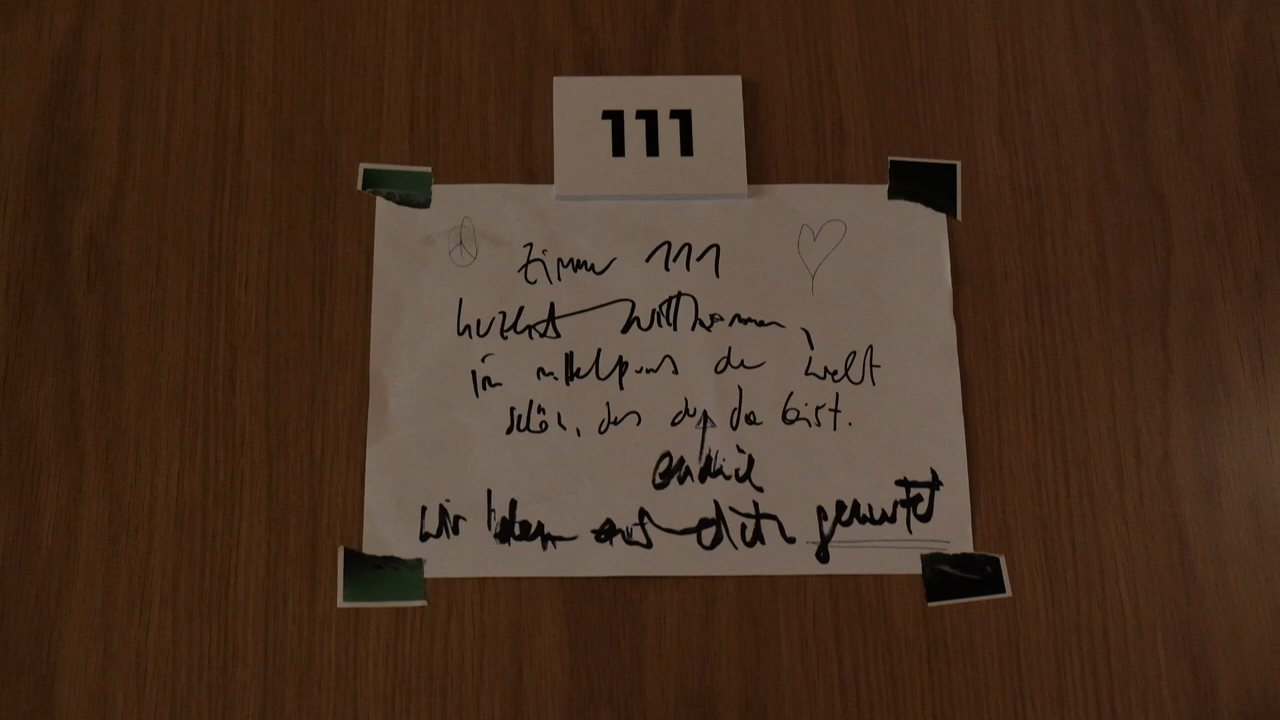 111
Zimmer 111
herzlich willkommen,
im mittelpunkt der welt
schön, das du da bist.
endlich
wir haben auf dich gewartet